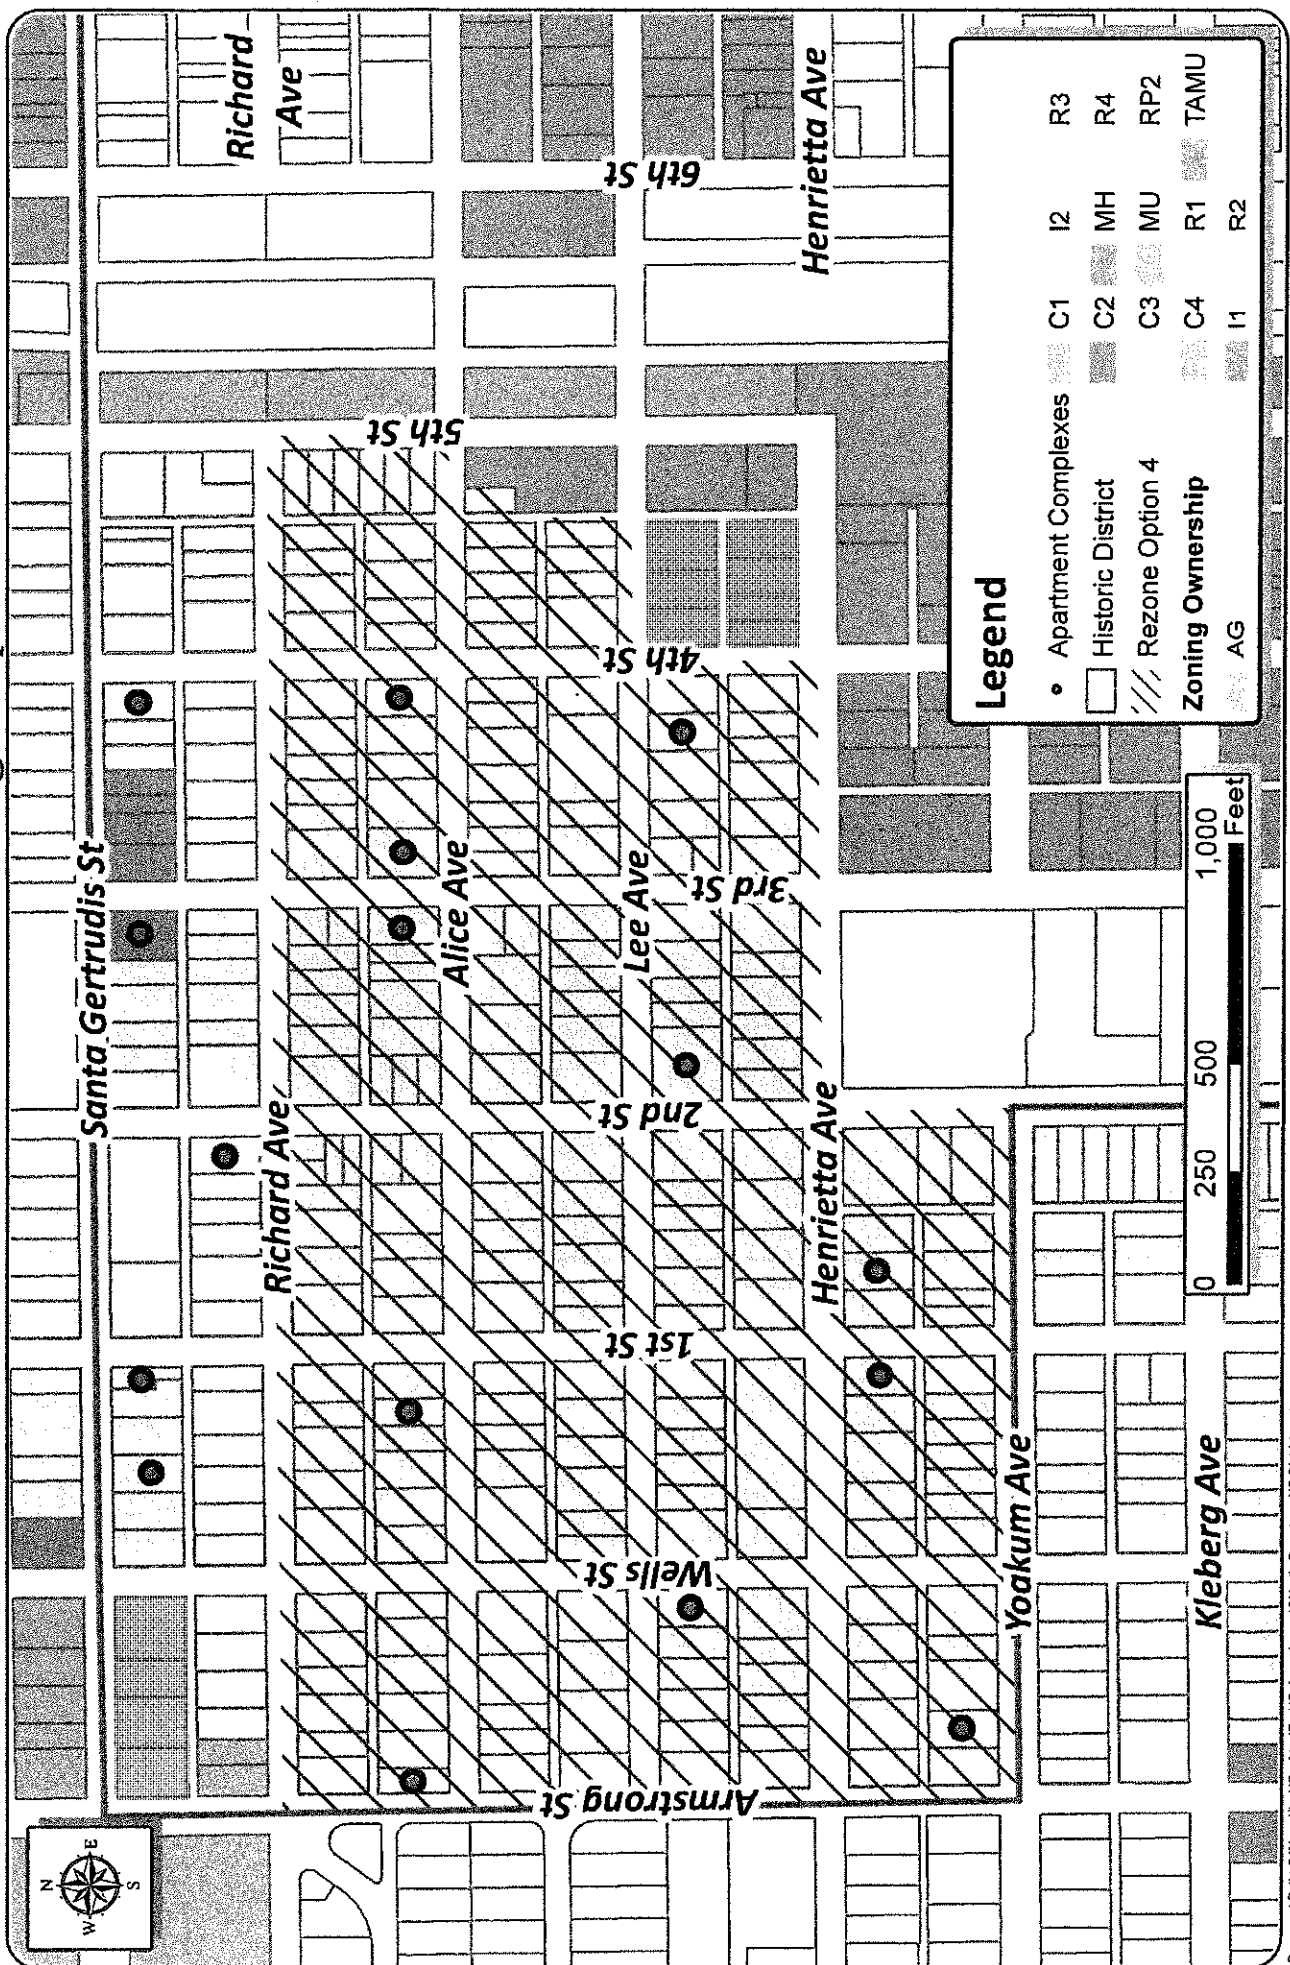 Santa Gertrudis St
Richard Ave
Richard
Ave
Alice Ave
Lee Ave
Henrietta Ave
Henrietta Ave
Yoakum Ave
Kleberg Ave
Armstrong St
Wells St
1st St
2nd St
3rd St
4th St
5th St
6th St
N
W
E
S
0 250 500 1,000
Feet
Legend
Apartment Complexes
Historic District
Rezone Option 4
Zoning Ownership
AG
C1
C2
C3
C4
I1
I2
MH
MU
R1
R2
R3
R4
RP2
TAMU